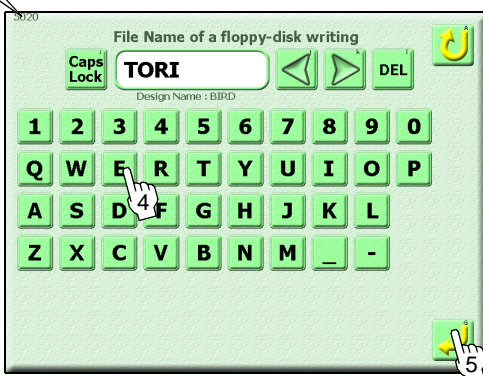 5020
File Name of a floppy-disk writing
Caps Lock
TORI
DEL
Design Name : BIRD
1 2 3 4 5 6 7 8 9 0
Q W E R T Y U I O P
4
A S D F G H J K L
Z X C V B N M _ -
5